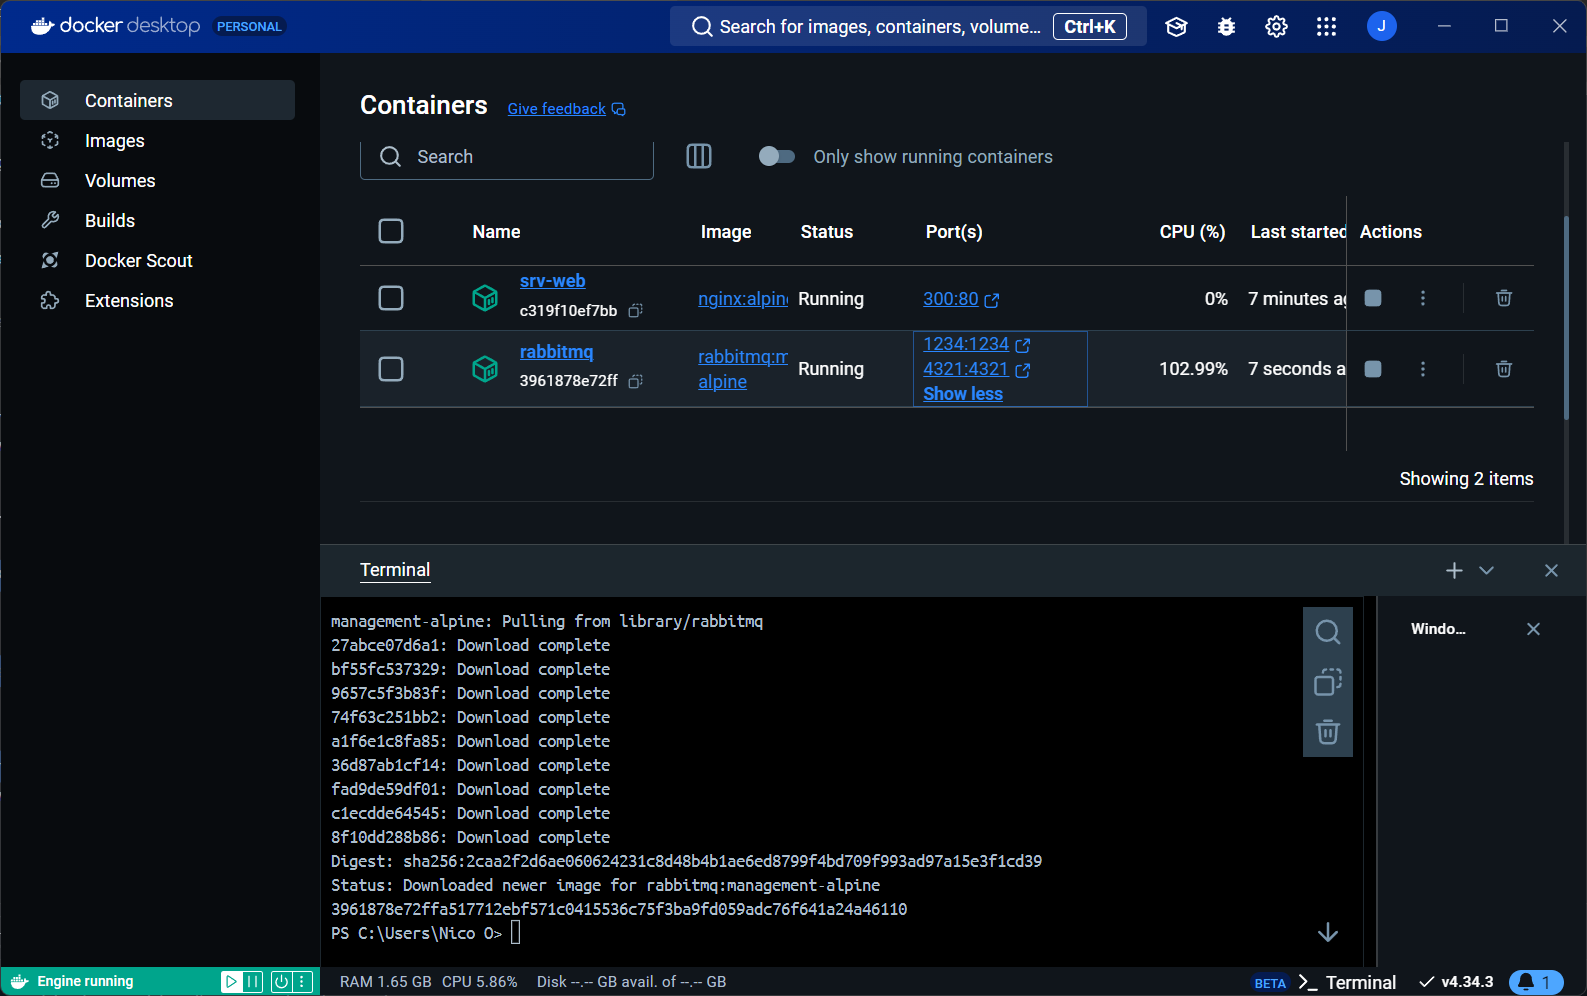 docker desktop PERSONAL
Search for images, containers, volume... Ctrl+K
J
Containers
Images
Volumes
Builds
Docker Scout
Extensions
Containers Give feedback
Search
Only show running containers
Name Image Status Port(s) CPU (%) Last started Actions
srv-web
c319f10ef7bb
nginx:alpin
Running
300:80
0%
7 minutes a
rabbitmq
3961878e72ff
rabbitmq:m
alpine
Running
1234:1234
4321:4321
Show less
102.99%
7 seconds a
Showing 2 items
Terminal
management-alpine: Pulling from library/rabbitmq
27abce07d6a1: Download complete
bf55fc537329: Download complete
9657c5f3b83f: Download complete
74f63c251bb2: Download complete
a1f6e1c8fa85: Download complete
36d87ab1cf14: Download complete
fad9de59df01: Download complete
c1ecdde64545: Download complete
8f10dd288b86: Download complete
Digest: sha256:2caa2f2d6ae060624231c8d48b4b1ae6ed8799f4bd709f993ad97a15e3f1cd39
Status: Downloaded newer image for rabbitmq:management-alpine
3961878e72ffa517712ebf571c0415536c75f3ba9fd059adc76f641a24a46110
PS C:\Users\Nico O>
Windo...
Engine running
RAM 1.65 GB CPU 5.86% Disk --.-- GB avail. of --.-- GB
BETA Terminal v4.34.3 1